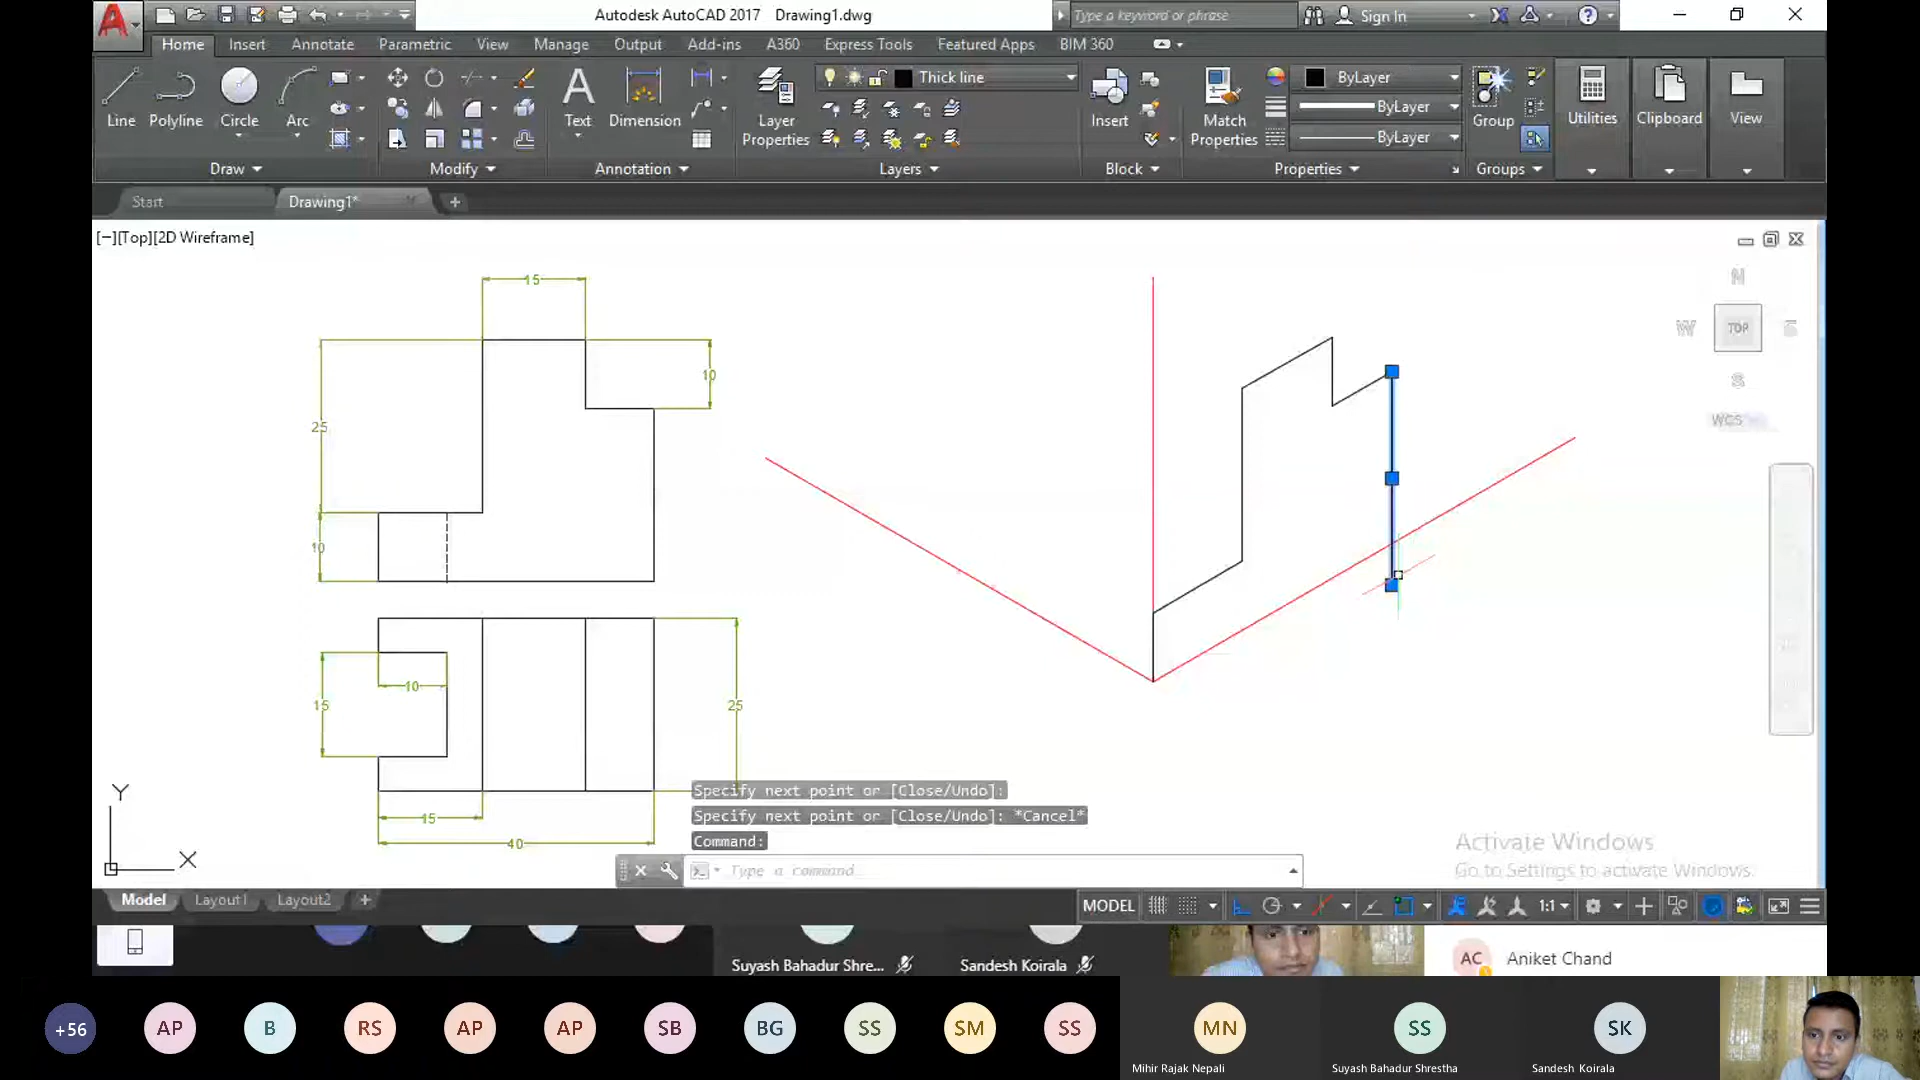 Autodesk AutoCAD 2017 Drawing1.dwg
Type a keyword or phrase
Sign In
Home Insert Annotate Parametric View Manage Output Add-ins A360 Express Tools Featured Apps BIM 360
Thick line
ByLayer
ByLayer
ByLayer
Line Polyline Circle Arc
Text Dimension
Layer
Properties
Insert
Match
Properties
Group
Utilities Clipboard View
Draw Modify Annotation Layers Block Properties Groups
Start Drawing1*
[−][Top][2D Wireframe]
N
W TOP
S
WCS
15
10
25
10
10
15
25
15
40
Y
X
Specify next point or [Close/Undo]:
Specify next point or [Close/Undo]: *Cancel*
Command:
Type a command
Activate Windows
Go to Settings to activate Windows.
Model Layout1 Layout2
MODEL 1:1
Suyash Bahadur Shre...
Sandesh Koirala
AC Aniket Chand
+56 AP B RS AP AP SB BG SS SM SS MN SS SK
Mihir Rajak Nepali Suyash Bahadur Shrestha Sandesh Koirala